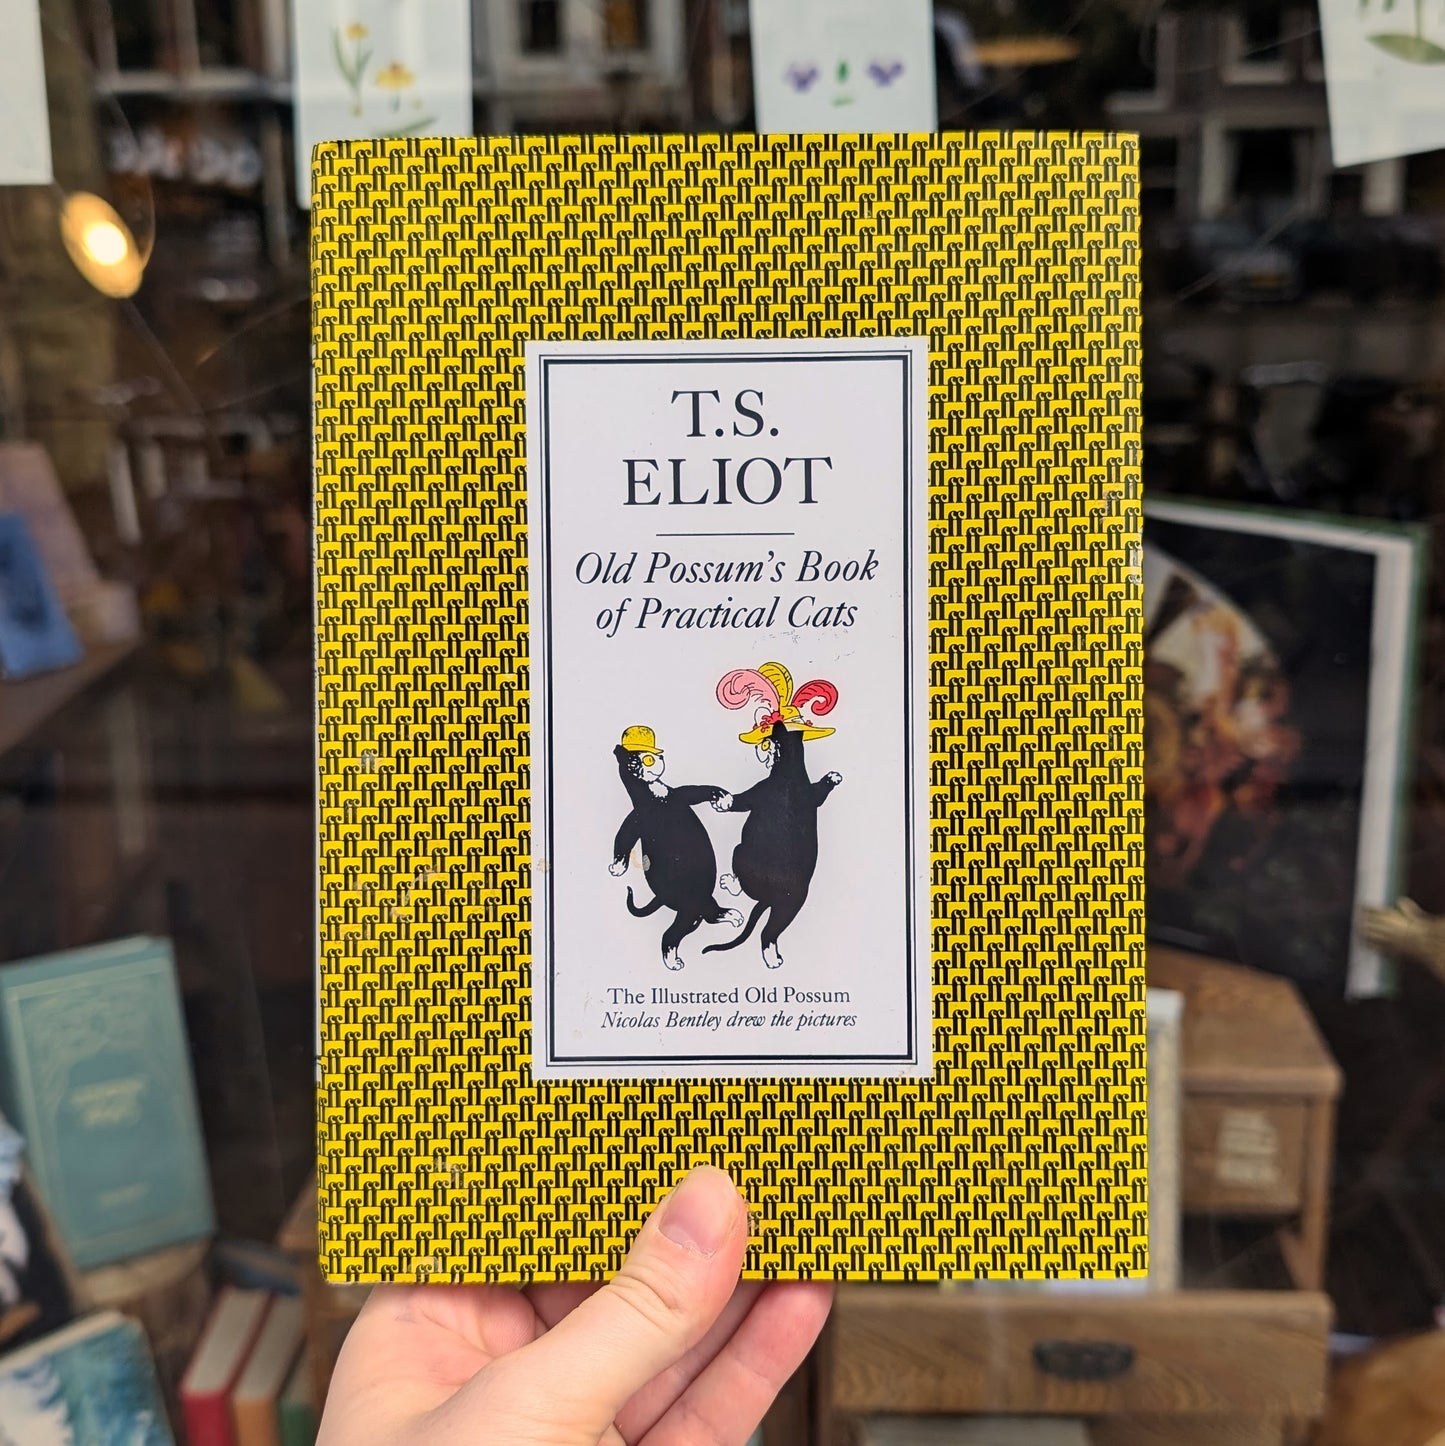 T.S.
ELIOT
Old Possum's Book
of Practical Cats
The Illustrated Old Possum
Nicolas Bentley drew the pictures